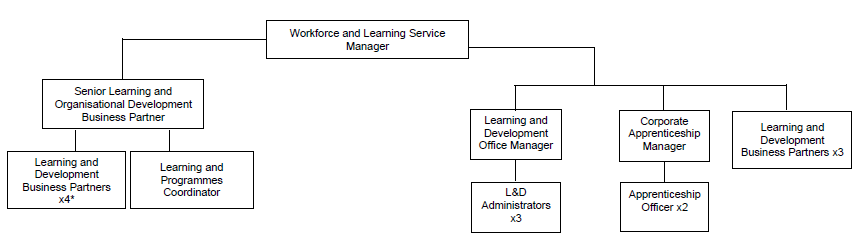 Workforce and Learning Service
Manager
Senior Learning and
Organisational Development
Business Partner
Learning and
Development
Office Manager
Corporate
Apprenticeship
Manager
Learning and
Development
Business Partners x3
Learning and
Development
Business Partners
x4*
Learning and
Programmes
Coordinator
L&D
Administrators
x3
Apprenticeship
Officer x2